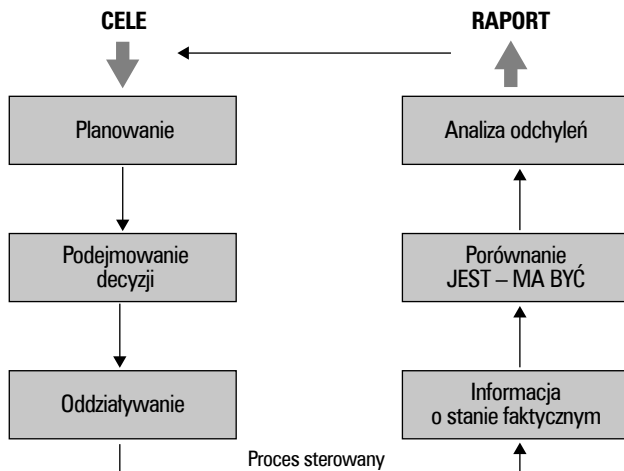 CELE
RAPORT
Planowanie
Analiza odchyleń
Podejmowanie
decyzji
Porównanie
JEST – MA BYĆ
Oddziaływanie
Informacja
o stanie faktycznym
Proces sterowany